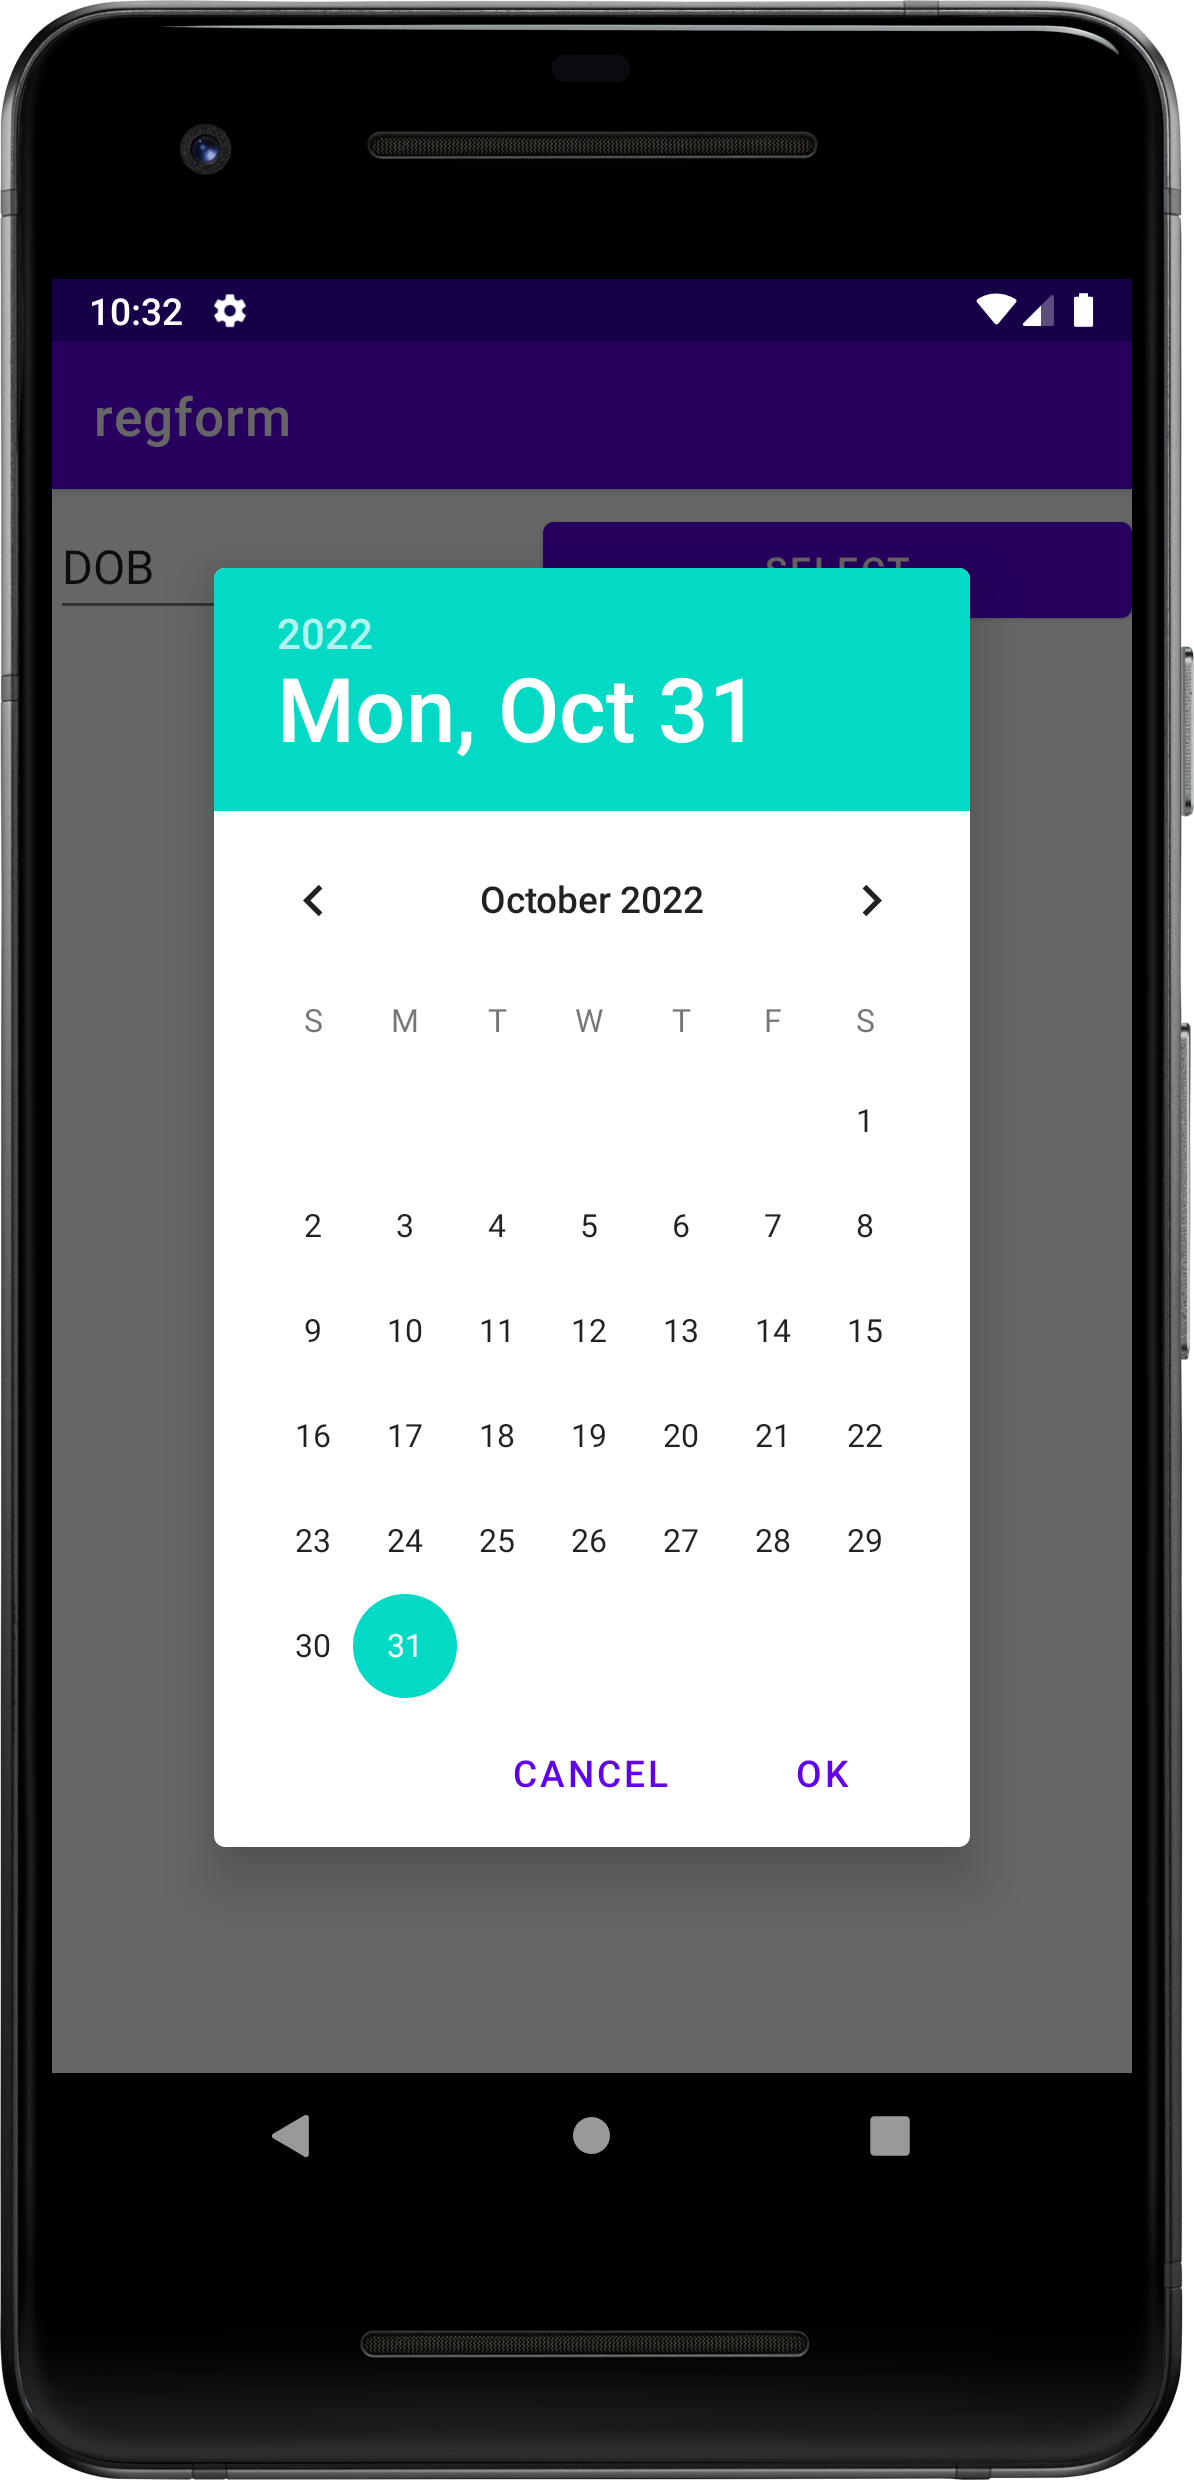 10:32
regform
DOB
SELECT
2022
Mon, Oct 31
October 2022
S M T W T F S
1
2 3 4 5 6 7 8
9 10 11 12 13 14 15
16 17 18 19 20 21 22
23 24 25 26 27 28 29
30 31
CANCEL OK